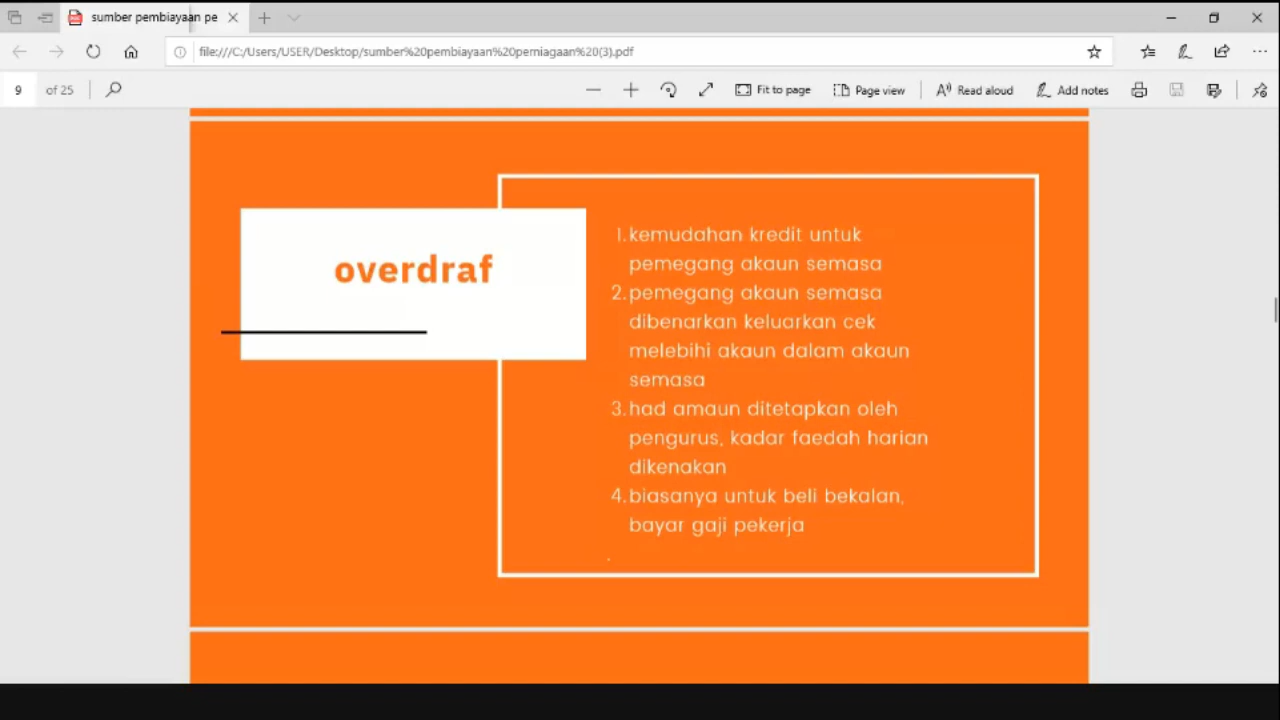 sumber pembiayaan pe
file:///C:/Users/USER/Desktop/sumber%20pembiayaan%20perniagaan%20(3).pdf
9 of 25
Fit to page
Page view
Read aloud
Add notes
overdraf
1. kemudahan kredit untuk
pemegang akaun semasa
2. pemegang akaun semasa
dibenarkan keluarkan cek
melebihi akaun dalam akaun
semasa
3. had amaun ditetapkan oleh
pengurus, kadar faedah harian
dikenakan
4. biasanya untuk beli bekalan,
bayar gaji pekerja
.